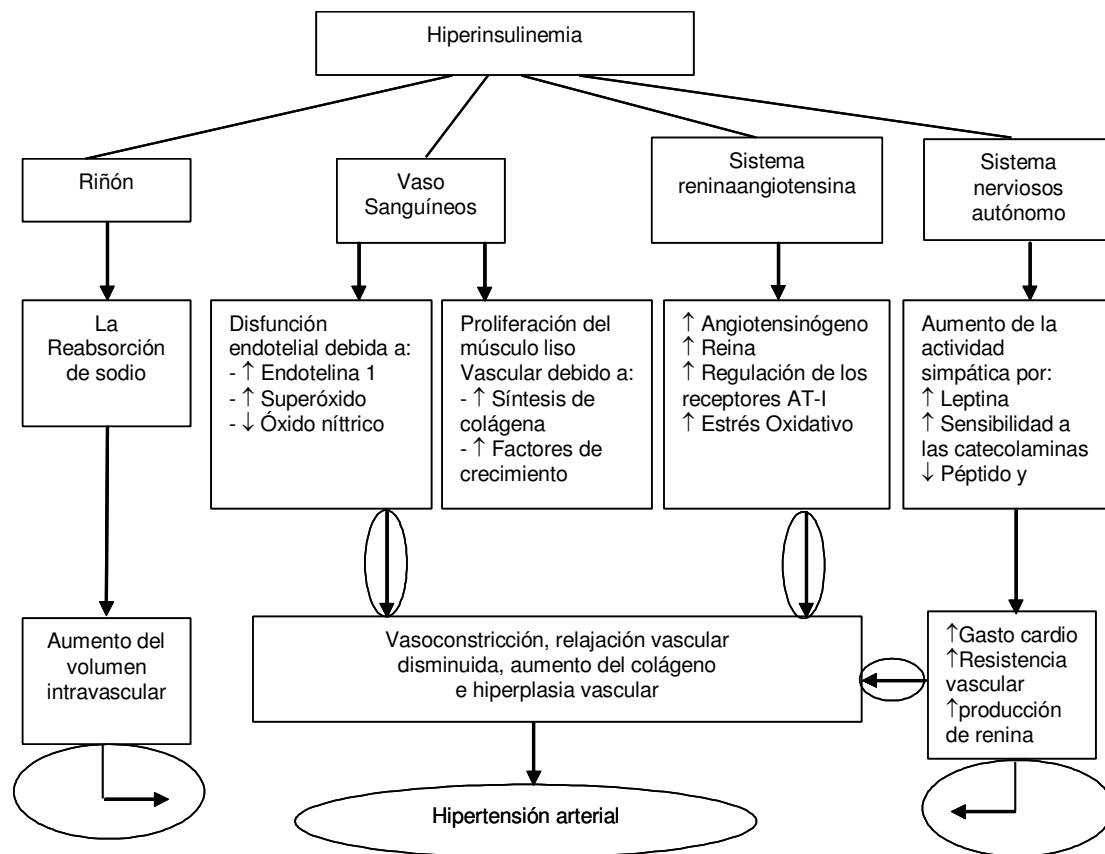 Hiperinsulinemia
Riñón
Vaso
Sanguíneos
Sistema
reninaangiotensina
Sistema
nerviosos
autónomo
La
Reabsorción
de sodio
Disfunción
endotelial debida a:
- ↑ Endotelina 1
- ↑ Superóxido
- ↓ Óxido níttrico
Proliferación del
músculo liso
Vascular debido a:
- ↑ Síntesis de
colágena
- ↑ Factores de
crecimiento
↑ Angiotensinógeno
↑ Reina
↑ Regulación de los
receptores AT-I
↑ Estrés Oxidativo
Aumento de la
actividad
simpática por:
↑ Leptina
↑ Sensibilidad a
las catecolaminas
↓ Péptido y
Aumento del
volumen
intravascular
Vasoconstricción, relajación vascular
disminuida, aumento del colágeno
e hiperplasia vascular
↑Gasto cardio
↑Resistencia
vascular
↑producción
de renina
Hipertensión arterial